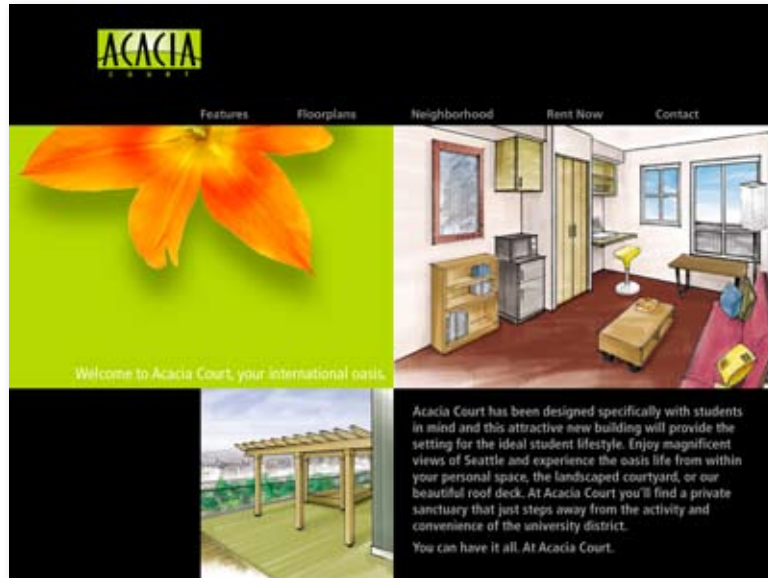 ACACIA
court
Features Floorplans Neighborhood Rent Now Contact
Welcome to Acacia Court, your international oasis.
Acacia Court has been designed specifically with students
in mind and this attractive new building will provide the
setting for the ideal student lifestyle. Enjoy magnificent
views of Seattle and experience the oasis life from within
your personal space, the landscaped courtyard, or our
beautiful roof deck. At Acacia Court you'll find a private
sanctuary that just steps away from the activity and
convenience of the university district.
You can have it all. At Acacia Court.